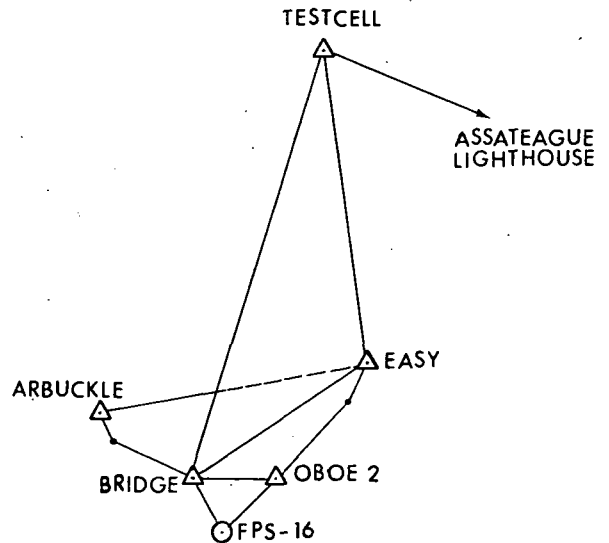 TESTCELL
ASSATEAGUE
LIGHTHOUSE
EASY
ARBUCKLE
BRIDGE
OBOE 2
FPS-16